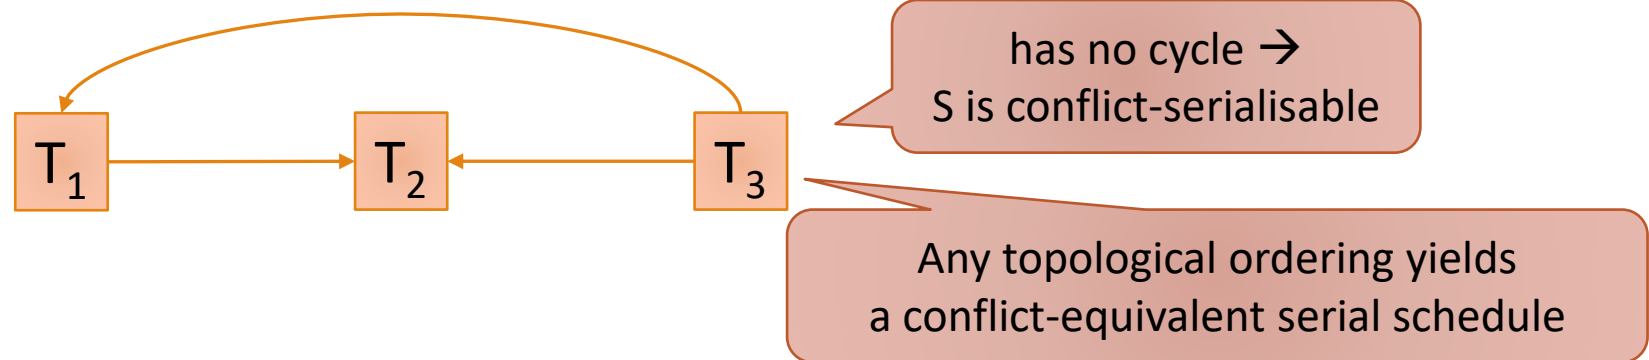 has no cycle →
S is conflict-serialisable
T₁ T₂ T₃
Any topological ordering yields
a conflict-equivalent serial schedule